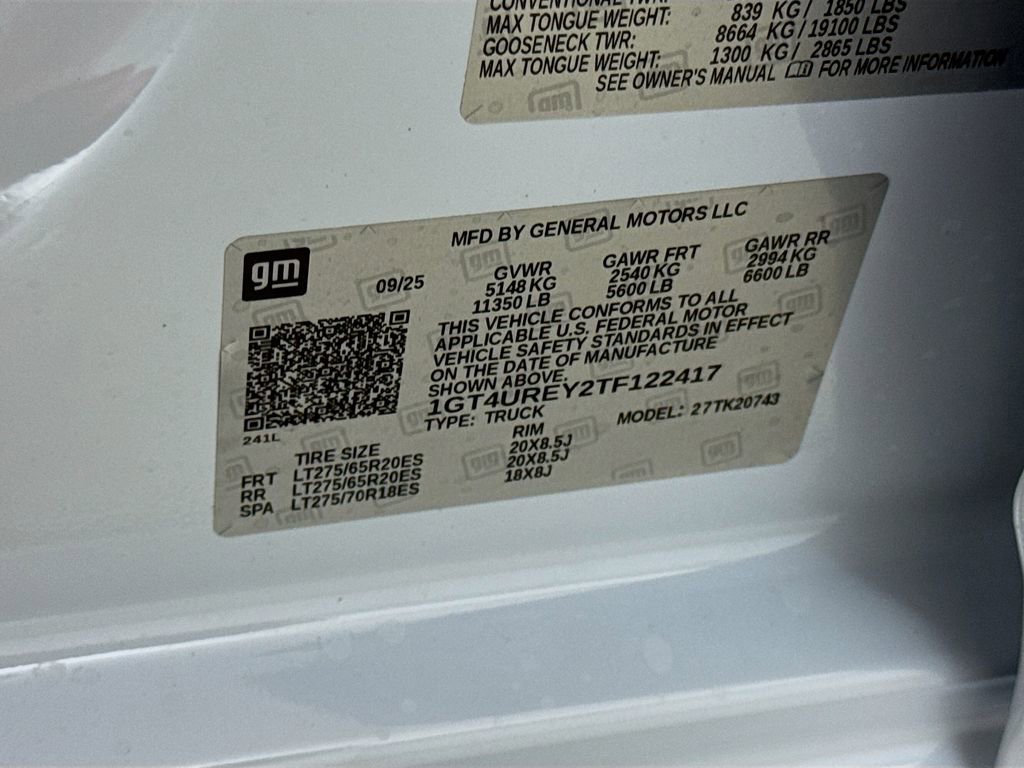 CONVENTIONAL TWR:
MAX TONGUE WEIGHT: 839 KG/ 1850 LBS
GOOSENECK TWR: 8664 KG/19100 LBS
MAX TONGUE WEIGHT: 1300 KG/ 2865 LBS
SEE OWNER'S MANUAL FOR MORE INFORMATION
gm
MFD BY GENERAL MOTORS LLC
gm
09/25
GVWR GAWR FRT GAWR RR
5148 KG 2540 KG 2994 KG
11350 LB 5600 LB 6600 LB
THIS VEHICLE CONFORMS TO ALL
APPLICABLE U.S. FEDERAL MOTOR
VEHICLE SAFETY STANDARDS IN EFFECT
ON THE DATE OF MANUFACTURE
SHOWN ABOVE.
1GT4UREY2TF122417
TYPE: TRUCK MODEL: 27TK20743
241L
TIRE SIZE RIM
FRT LT275/65R20ES 20X8.5J
RR LT275/65R20ES 20X8.5J
SPA LT275/70R18ES 18X8J